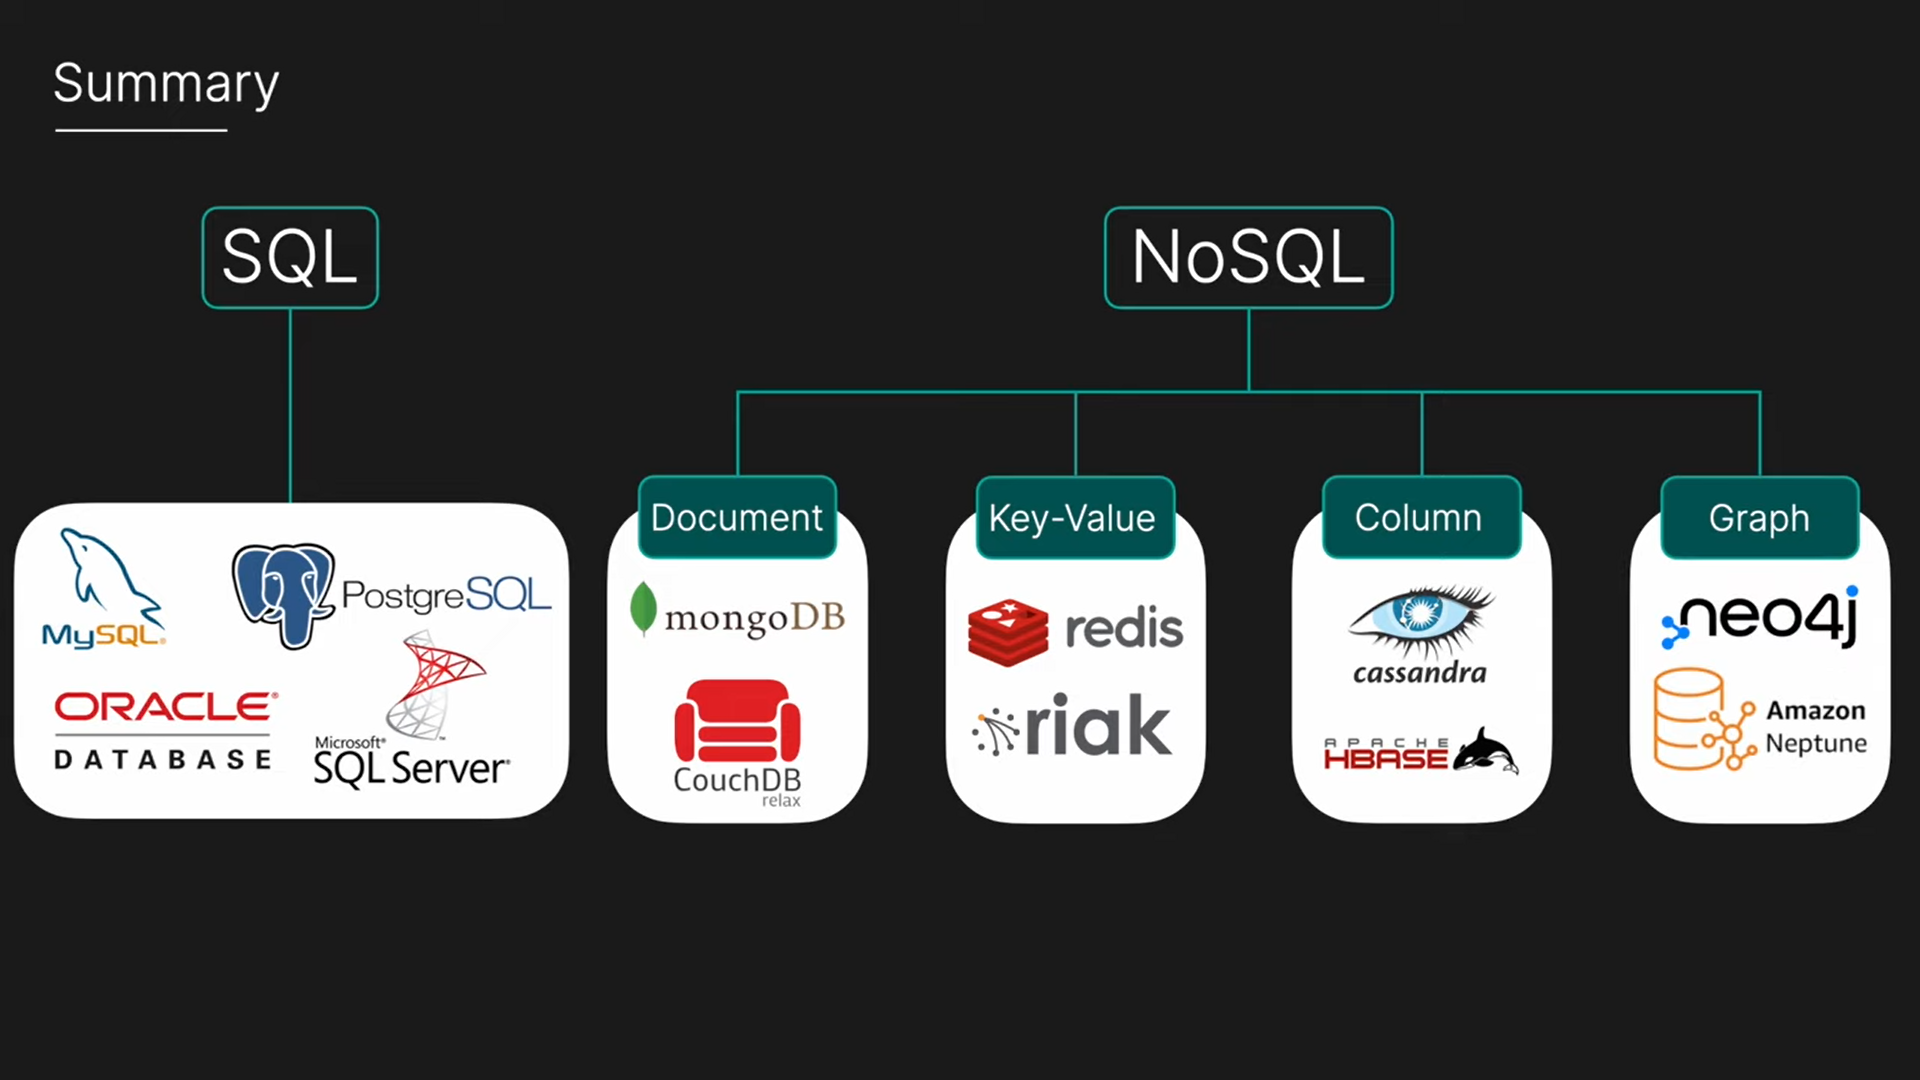 Summary
SQL
NoSQL
MySQL®
PostgreSQL
ORACLE®
DATABASE
Microsoft®
SQL Server®
Document
mongoDB
CouchDB
relax
Key-Value
redis
riak
Column
cassandra
APACHE
HBASE
Graph
neo4j
Amazon
Neptune